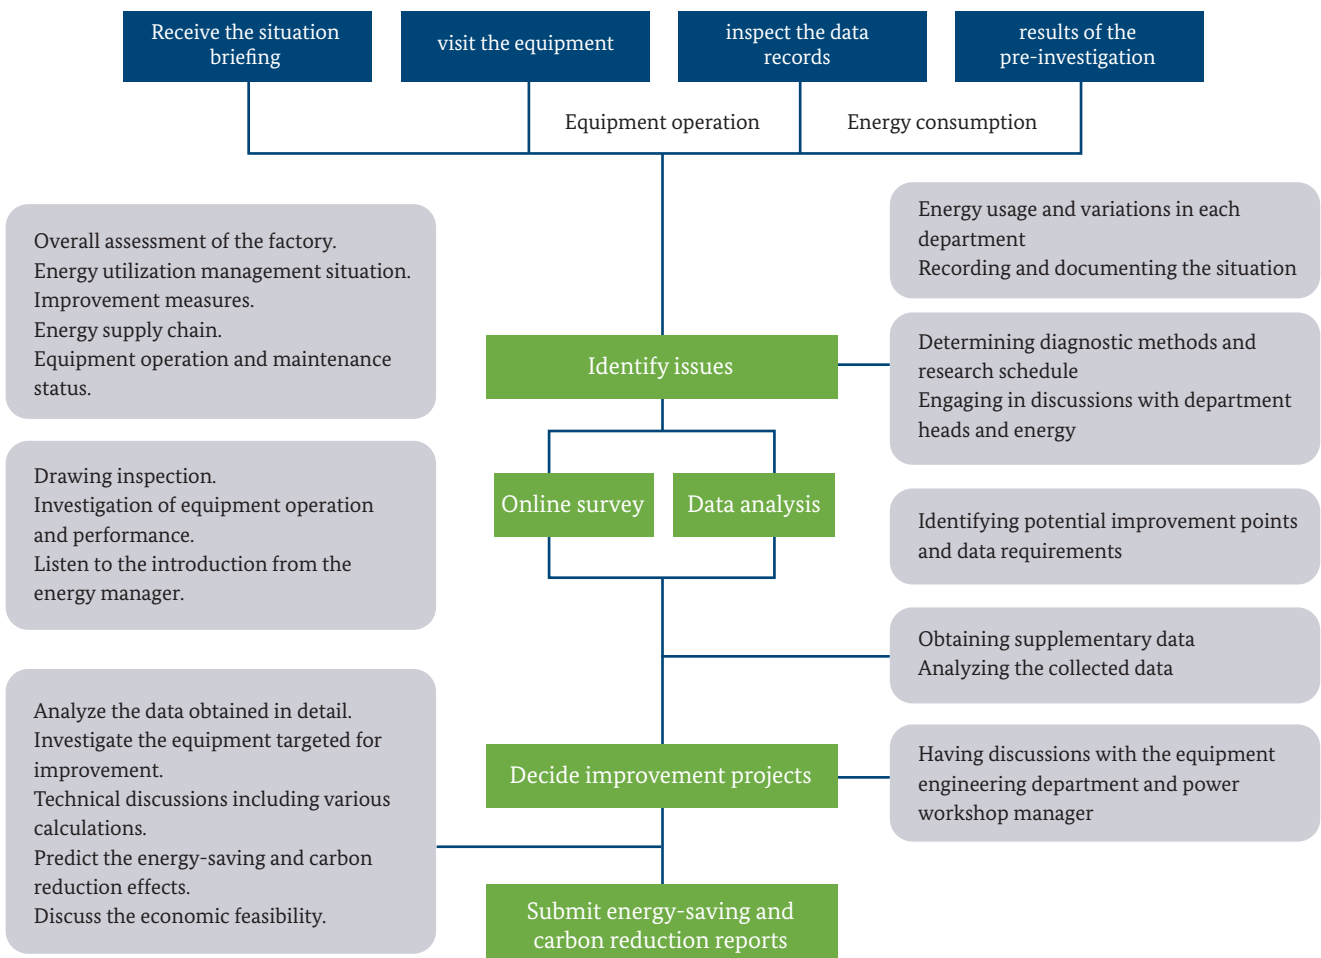 Receive the situation
briefing
visit the equipment
inspect the data
records
results of the
pre-investigation
Equipment operation
Energy consumption
Overall assessment of the factory.
Energy utilization management situation.
Improvement measures.
Energy supply chain.
Equipment operation and maintenance
status.
Energy usage and variations in each
department
Recording and documenting the situation
Identify issues
Determining diagnostic methods and
research schedule
Engaging in discussions with department
heads and energy
Drawing inspection.
Investigation of equipment operation
and performance.
Listen to the introduction from the
energy manager.
Online survey
Data analysis
Identifying potential improvement points
and data requirements
Obtaining supplementary data
Analyzing the collected data
Analyze the data obtained in detail.
Investigate the equipment targeted for
improvement.
Technical discussions including various
calculations.
Predict the energy-saving and carbon
reduction effects.
Discuss the economic feasibility.
Decide improvement projects
Having discussions with the equipment
engineering department and power
workshop manager
Submit energy-saving and
carbon reduction reports